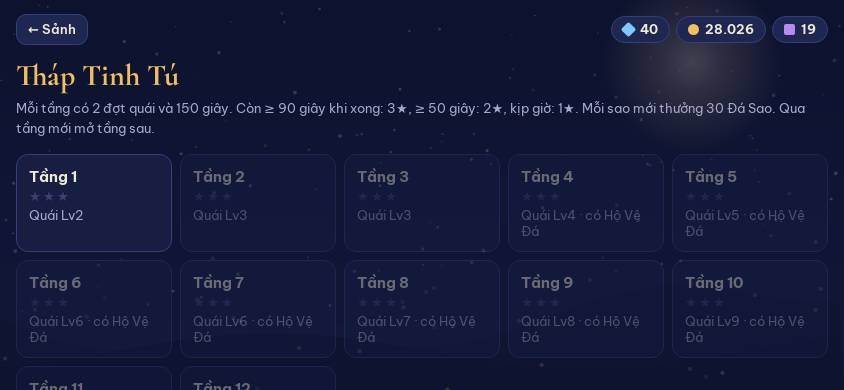 ← Sảnh
40
28.026
19
Tháp Tinh Tú
Mỗi tầng có 2 đợt quái và 150 giây. Còn ≥ 90 giây khi xong: 3★, ≥ 50 giây: 2★, kịp giờ: 1★. Mỗi sao mới thưởng 30 Đá Sao. Qua
tầng mới mở tầng sau.
Tầng 1
★★★
Quái Lv2
Tầng 2
★★★
Quái Lv3
Tầng 3
★★★
Quái Lv3
Tầng 4
★★★
Quái Lv4 · có Hộ Vệ
Đá
Tầng 5
★★★
Quái Lv5 · có Hộ Vệ
Đá
Tầng 6
★★★
Quái Lv6 · có Hộ Vệ
Đá
Tầng 7
★★★
Quái Lv6 · có Hộ Vệ
Đá
Tầng 8
★★★
Quái Lv7 · có Hộ Vệ
Đá
Tầng 9
★★★
Quái Lv8 · có Hộ Vệ
Đá
Tầng 10
★★★
Quái Lv9 · có Hộ Vệ
Đá
Tầng 11
Tầng 12